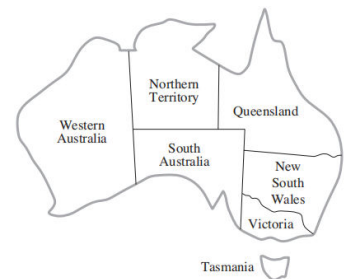 Northern
Territory
Queensland
Western
Australia
South
Australia
New
South
Wales
Victoria
Tasmania